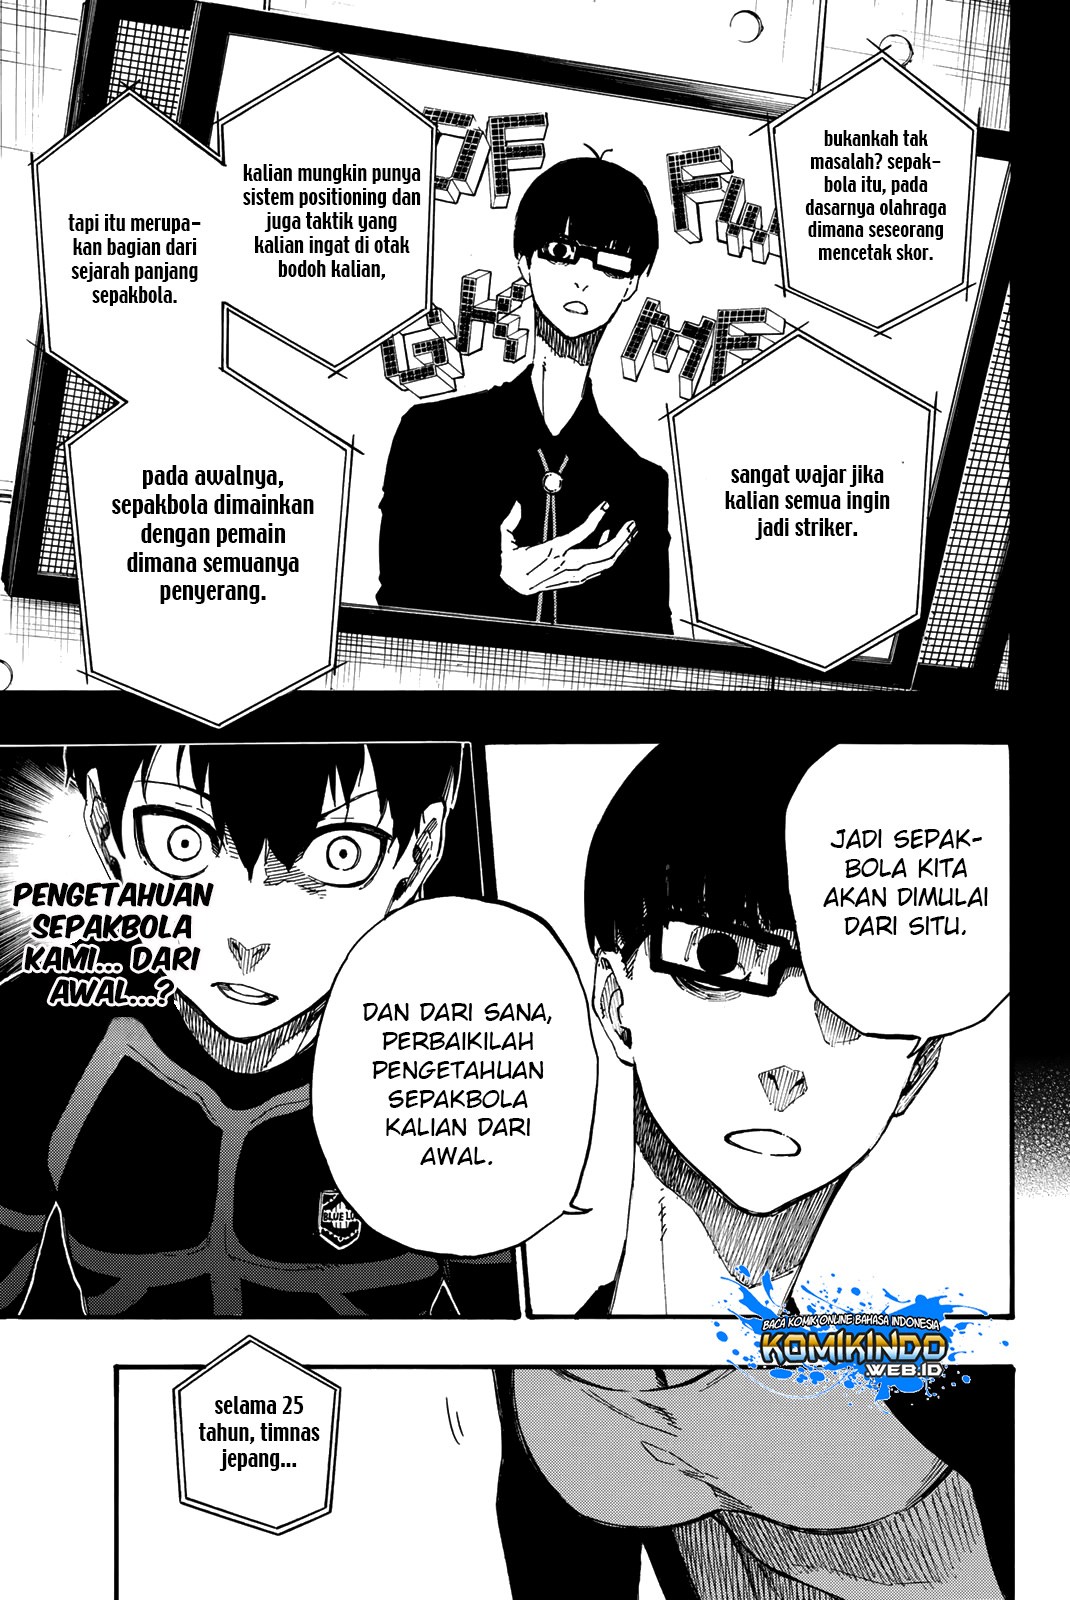 bukankah tak
masalah? sepak-
bola itu, pada
dasarnya olahraga
dimana seseorang
mencetak skor.
sangat wajar jika
kalian semua ingin
jadi striker.
DF
FW
GK
MF
kalian mungkin punya
sistem positioning dan
juga taktik yang
kalian ingat di otak
bodoh kalian,
tapi itu merupa-
kan bagian dari
sejarah panjang
sepakbola.
pada awalnya,
sepakbola dimainkan
dengan pemain
dimana semuanya
penyerang.
JADI SEPAK-
BOLA KITA
AKAN DIMULAI
DARI SITU.
DAN DARI SANA,
PERBAIKILAH
PENGETAHUAN
SEPAKBOLA
KALIAN DARI
AWAL.
PENGETAHUAN
SEPAKBOLA
KAMI... DARI
AWAL...?
BLUE L
BACA KOMIK ONLINE BAHASA INDONESIA
KOMIKINDO
WEB.ID
selama 25
tahun, timnas
jepang...